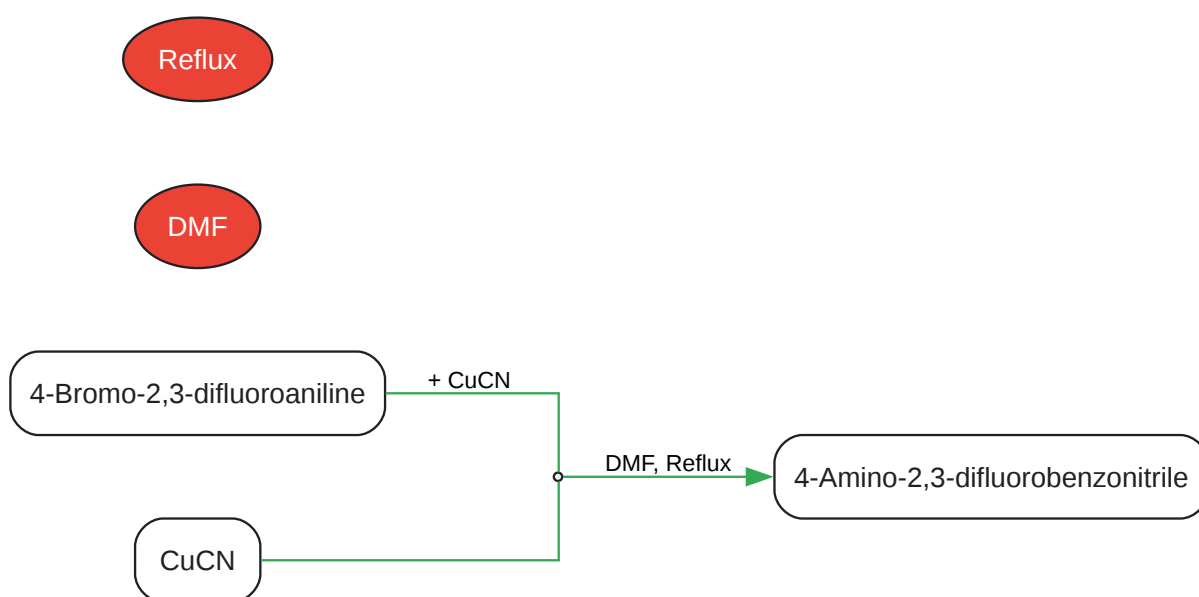 Reflux
DMF
4-Bromo-2,3-difluoroaniline
+ CuCN
DMF, Reflux
4-Amino-2,3-difluorobenzonitrile
CuCN